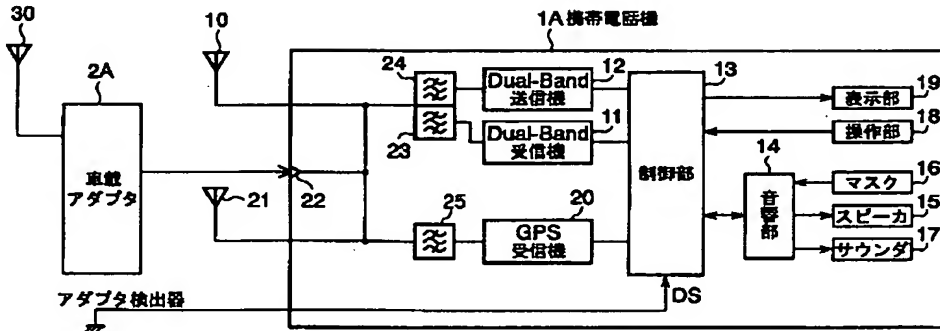 1A 携帯電話機
30
10
2A
24
12
13
Dual-Band
送信機
19
表示部
18
操作部
Dual-Band
受信機
11
23
制御部
14
16
マスク
車載
アダプタ
22
21
25
20
音響部
15
スピーカ
GPS
受信機
17
サウンダ
アダプタ検出器
DS